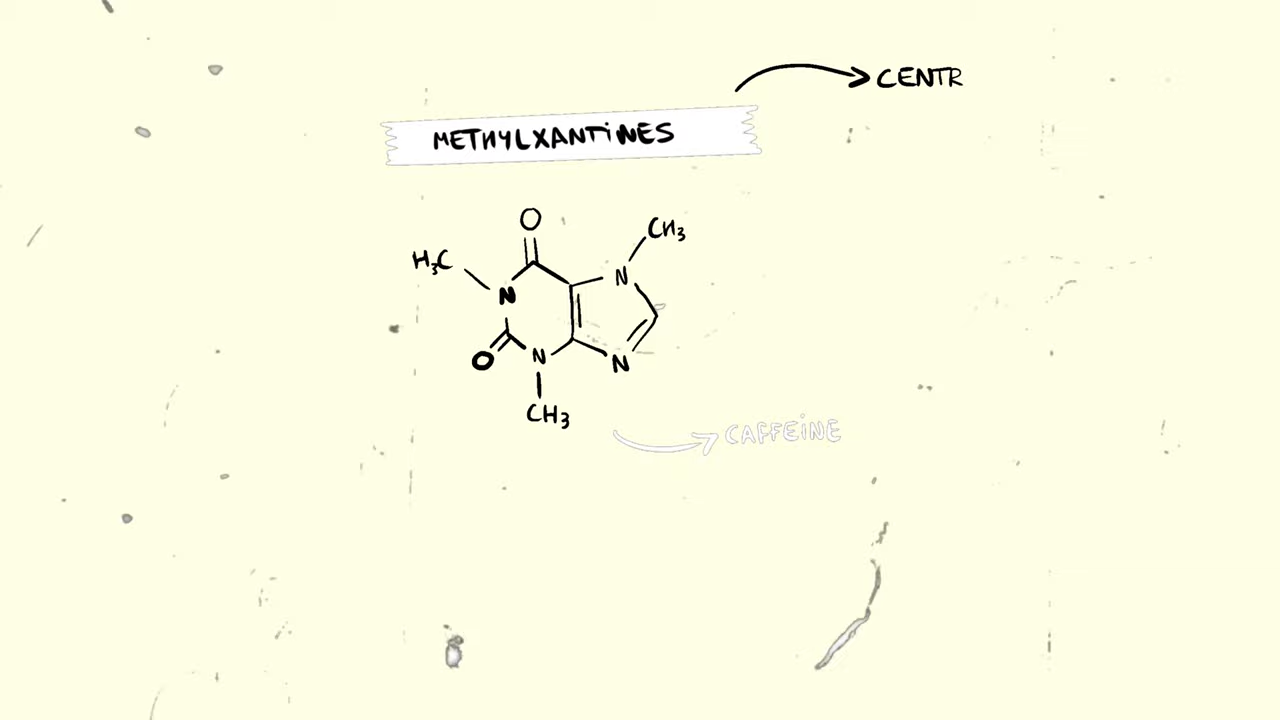 CENTR
METHYLXANTINES
O
CH3
H3C
N
N
O
N
N
CH3
CAFFEINE